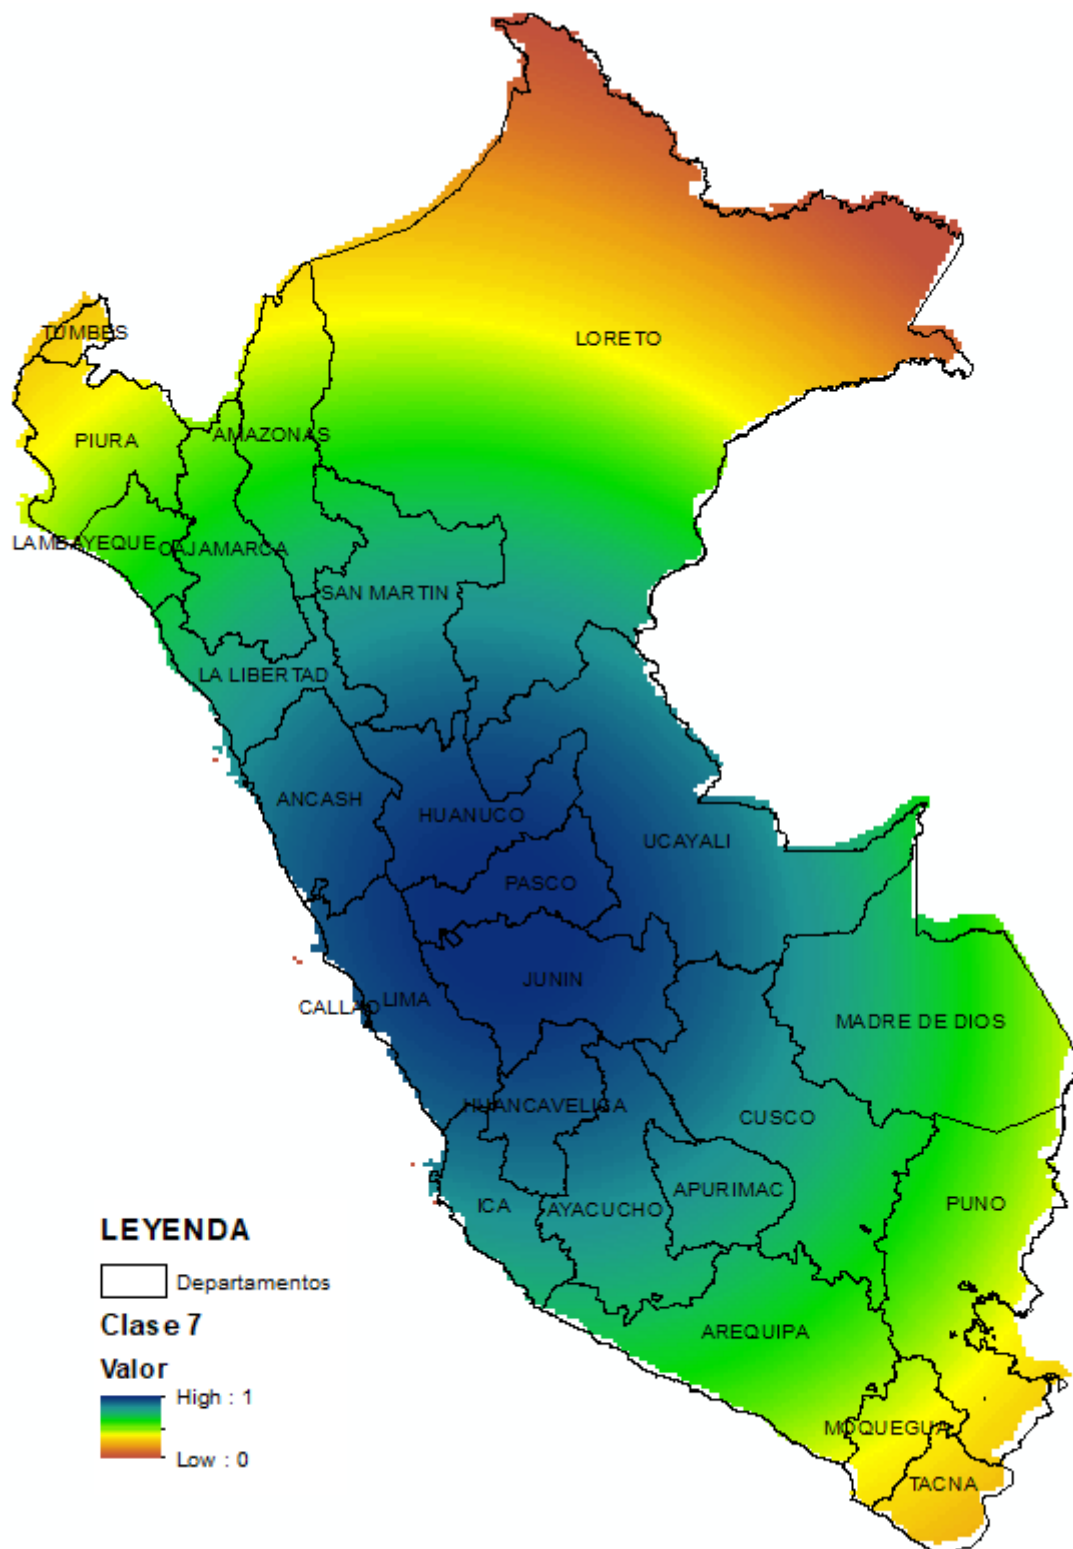 TUMBES
LORETO
PIURA
AMAZONAS
LAMBAYEQUE
CAJAMARCA
SAN MARTIN
LA LIBERTAD
ANCASH
HUANUCO
UCAYALI
PASCO
JUNIN
CALLAO
LIMA
MADRE DE DIOS
HUANCAVELICA
CUSCO
APURIMAC
ICA
AYACUCHO
PUNO
AREQUIPA
MOQUEGUA
TACNA
LEYENDA
Departamentos
Clase 7
Valor
High : 1
Low : 0